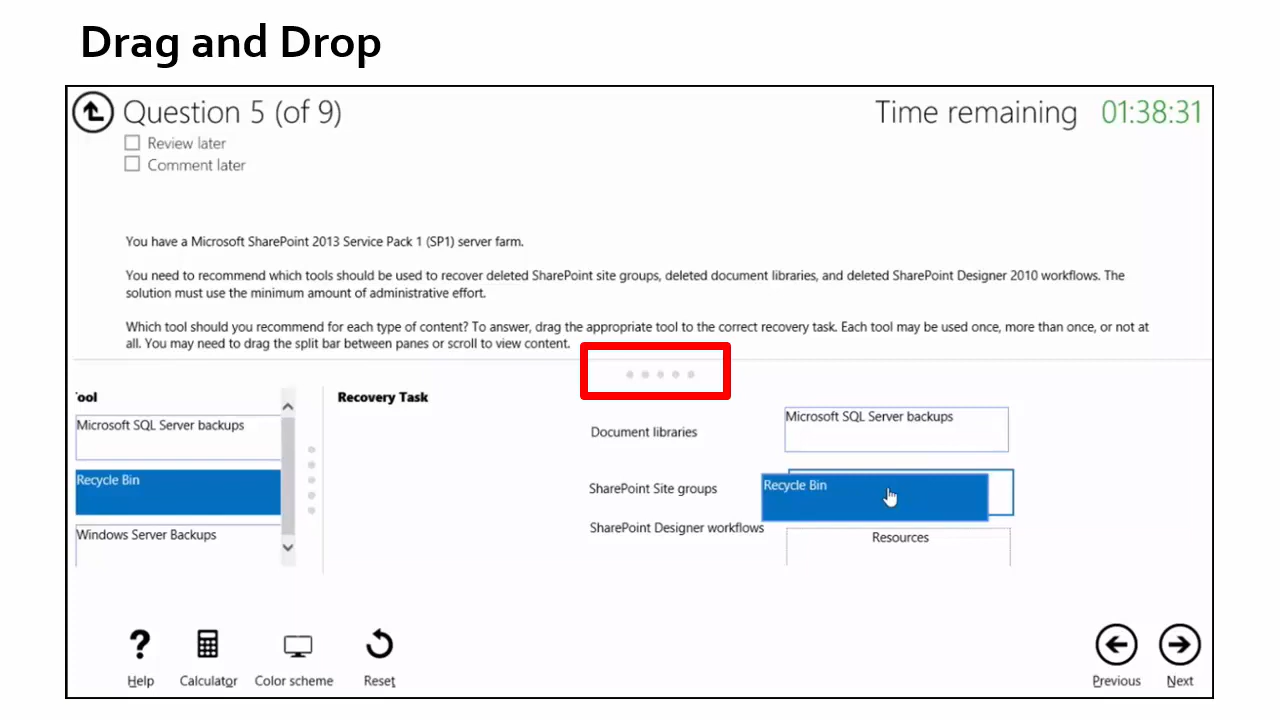 Drag and Drop
Question 5 (of 9)
Time remaining 01:38:31
Review later
Comment later
You have a Microsoft SharePoint 2013 Service Pack 1 (SP1) server farm.
You need to recommend which tools should be used to recover deleted SharePoint site groups, deleted document libraries, and deleted SharePoint Designer 2010 workflows. The
solution must use the minimum amount of administrative effort.
Which tool should you recommend for each type of content? To answer, drag the appropriate tool to the correct recovery task. Each tool may be used once, more than once, or not at
all. You may need to drag the split bar between panes or scroll to view content.
ool
Microsoft SQL Server backups
Recycle Bin
Windows Server Backups
Recovery Task
Document libraries
Microsoft SQL Server backups
SharePoint Site groups
Recycle Bin
SharePoint Designer workflows
Resources
Help
Calculator
Color scheme
Reset
Previous
Next